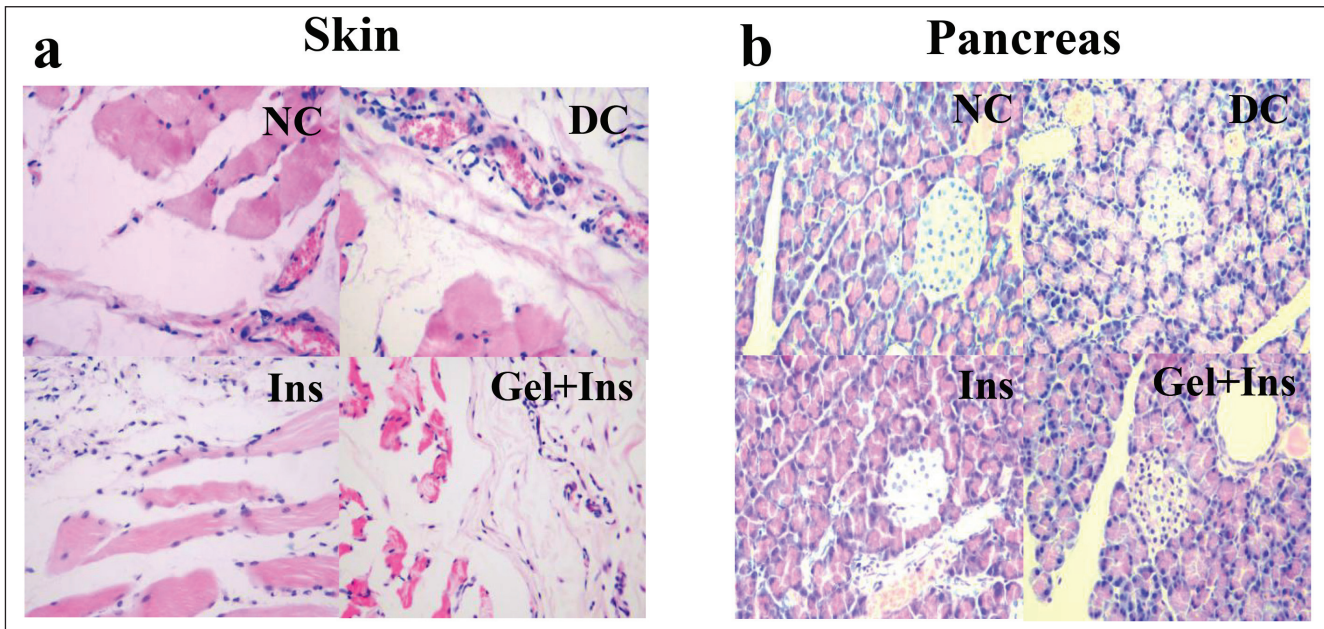 a
Skin
NC
DC
Ins
Gel+Ins
b
Pancreas
NC
DC
Ins
Gel+Ins